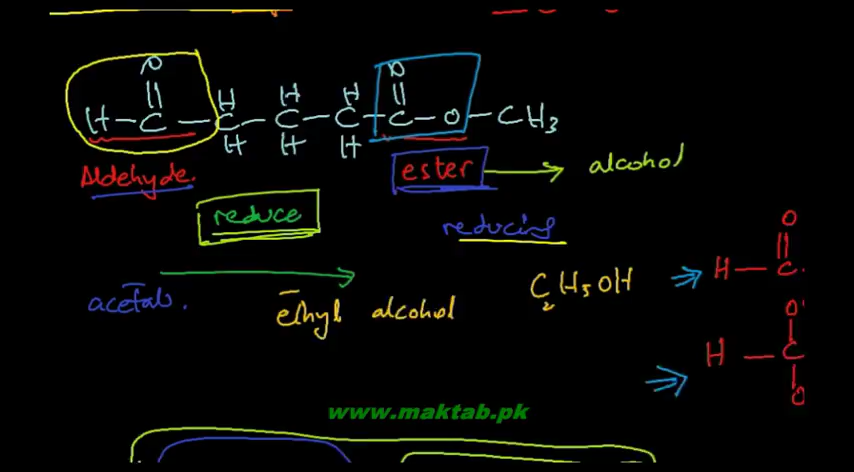 O O
H H H
H — C — C — C — C — C — O — CH3
H H H
Aldehyde. ester alcohol
reduce reducing
O
H — C
acetal. ethyl alcohol C2H5OH
O
H — C
O
www.maktab.pk